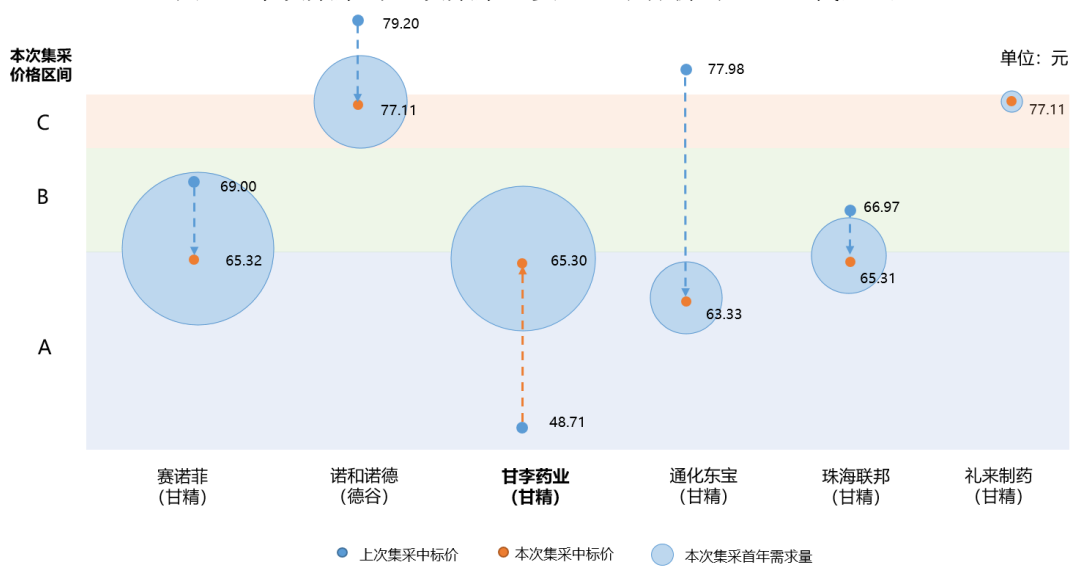 79.20
本次集采
价格区间
单位：元
77.98
C
77.11
77.11
B
69.00
66.97
65.32
65.30
65.31
63.33
A
48.71
赛诺菲
（甘精）
诺和诺德
（德谷）
甘李药业
（甘精）
通化东宝
（甘精）
珠海联邦
（甘精）
礼来制药
（甘精）
上次集采中标价
本次集采中标价
本次集采首年需求量